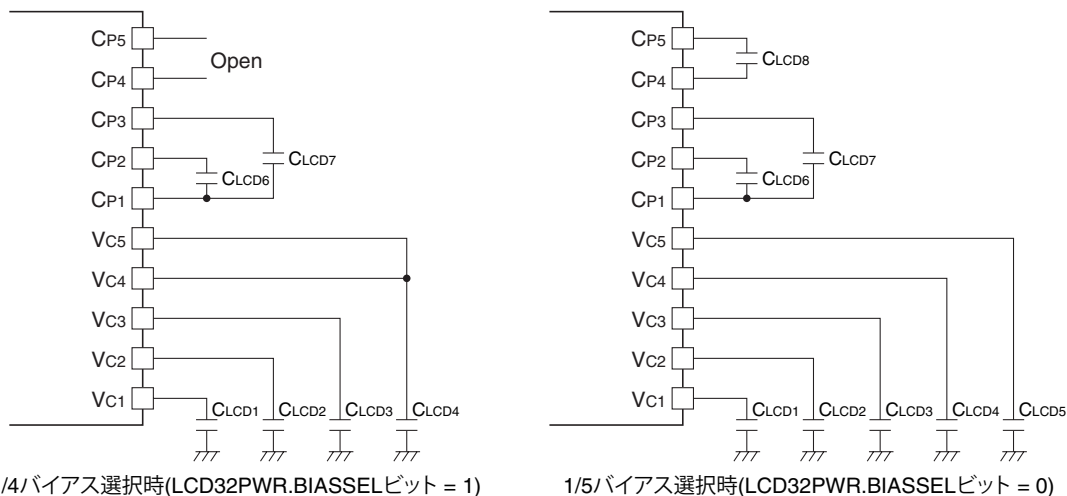 CP5
Open
CP4
CP3
CP2
CLCD7
CLCD6
CP1
VC5
VC4
VC3
VC2
VC1
CLCD1
CLCD2
CLCD3
CLCD4
/4バイアス選択時(LCD32PWR.BIASSELビット = 1)
CP5
CLCD8
CP4
CP3
CP2
CLCD7
CLCD6
CP1
VC5
VC4
VC3
VC2
VC1
CLCD1
CLCD2
CLCD3
CLCD4
CLCD5
1/5バイアス選択時(LCD32PWR.BIASSELビット = 0)